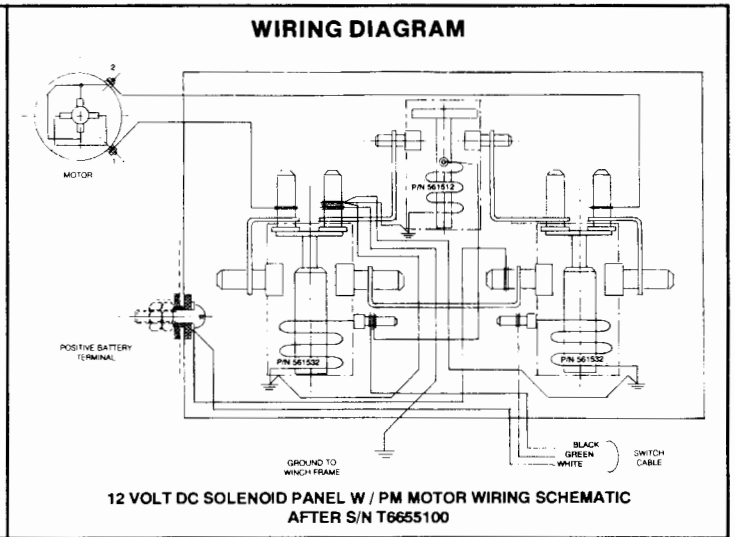 WIRING DIAGRAM
2
1
MOTOR
P/N 561512
P/N 561532
P/N 561532
POSITIVE BATTERY
TERMINAL
GROUND TO
WINCH FRAME
BLACK
GREEN
WHITE
SWITCH
CABLE
12 VOLT DC SOLENOID PANEL W / PM MOTOR WIRING SCHEMATIC
AFTER S/N T6655100